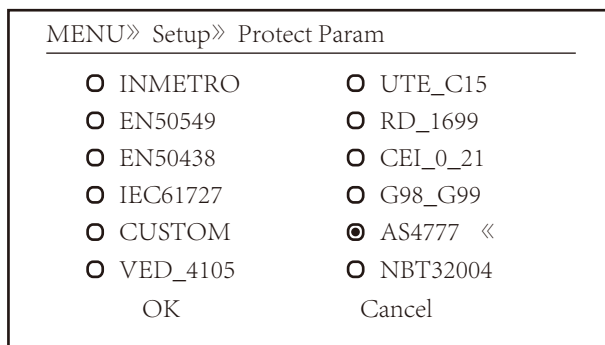 MENU》 Setup》 Protect Param
INMETRO UTE_C15
EN50549 RD_1699
EN50438 CEI_0_21
IEC61727 G98_G99
CUSTOM AS4777 《
VED_4105 NBT32004
OK Cancel